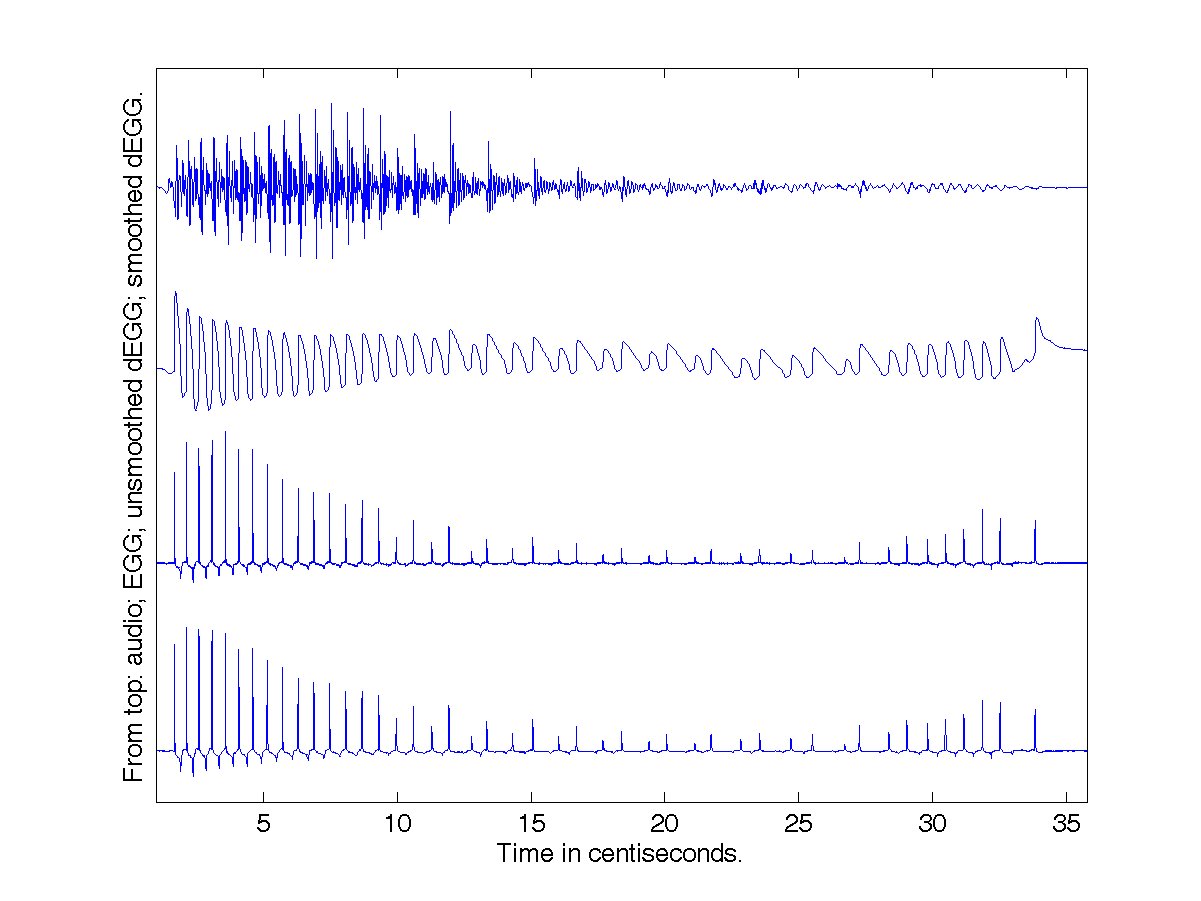 From top: audio; EGG; unsmoothed dEGG; smoothed dEGG.
5 10 15 20 25 30 35
Time in centiseconds.